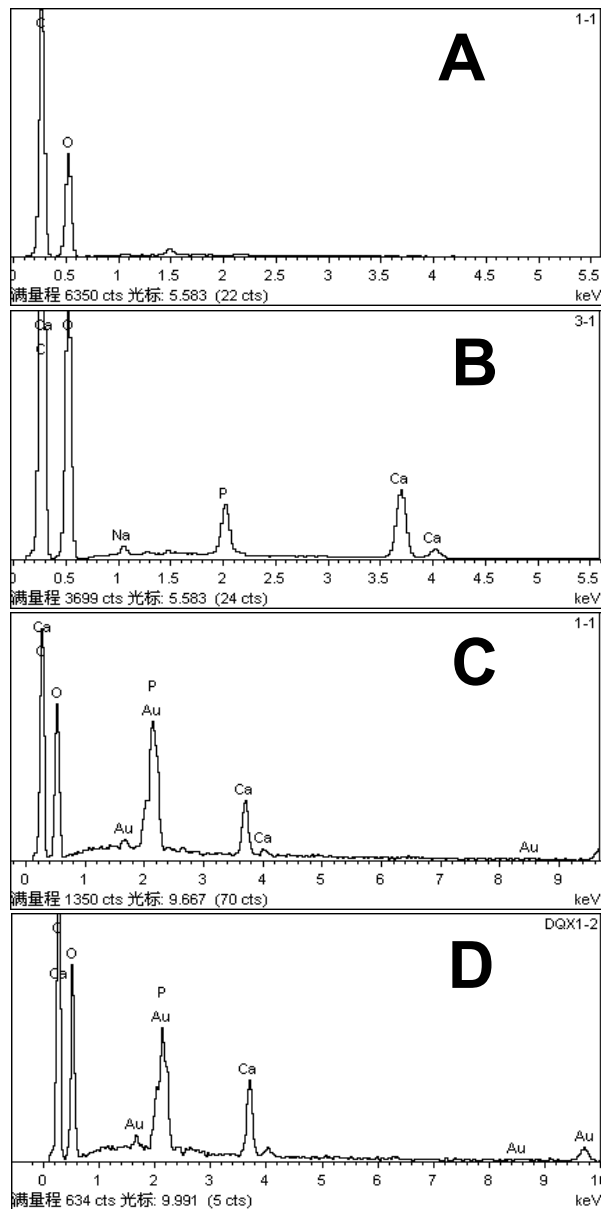 1-1
A
C
O
0 0.5 1 1.5 2 2.5 3 3.5 4 4.5 5 5.5
满量程 6350 cts 光标: 5.583 (22 cts) keV
3-1
B
Ca O
C
Na P Ca Ca
0 0.5 1 1.5 2 2.5 3 3.5 4 4.5 5 5.5
满量程 3699 cts 光标: 5.583 (24 cts) keV
1-1
C
Ca
C O
P
Au
Au Ca Ca Au
0 1 2 3 4 5 6 7 8 9
满量程 1350 cts 光标: 9.667 (70 cts) keV
DQX1-2
D
C
Ca O
P
Au
Au Ca Au Au
0 1 2 3 4 5 6 7 8 9 10
满量程 634 cts 光标: 9.991 (5 cts) keV